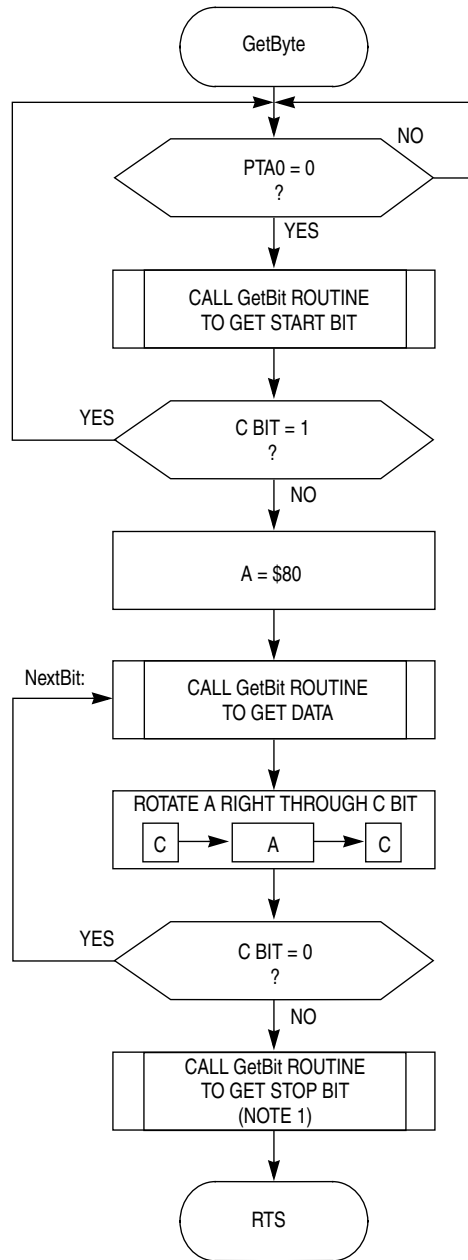 GetByte
NO
PTA0 = 0
?
YES
CALL GetBit ROUTINE
TO GET START BIT
YES
C BIT = 1
?
NO
A = $80
NextBit:
CALL GetBit ROUTINE
TO GET DATA
ROTATE A RIGHT THROUGH C BIT
C A C
YES
C BIT = 0
?
NO
CALL GetBit ROUTINE
TO GET STOP BIT
(NOTE 1)
RTS